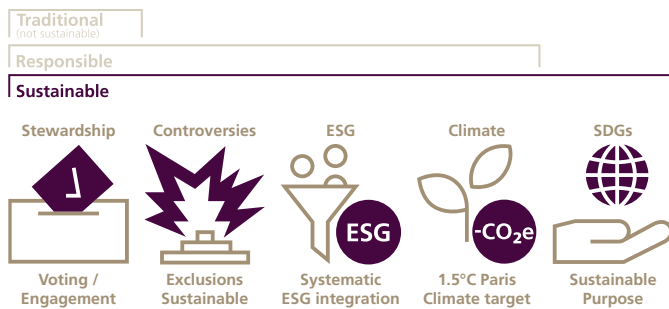 Traditional
(not sustainable)
Responsible
Sustainable
Stewardship
Controversies
ESG
Climate
SDGs
ESG
-CO₂e
Voting /
Engagement
Exclusions
Sustainable
Systematic
ESG integration
1.5°C Paris
Climate target
Sustainable
Purpose